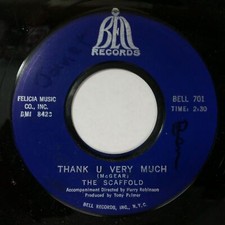 BELL
RECORDS
FELICIA MUSIC
CO., INC.
BMI 8423
BELL 701
TIME: 2:30
THANK U VERY MUCH
(McGEAR)
THE SCAFFOLD
Accompaniment Directed by Harry Robinson
Produced by Tony Palmer
BELL RECORDS, INC., N.Y.C.